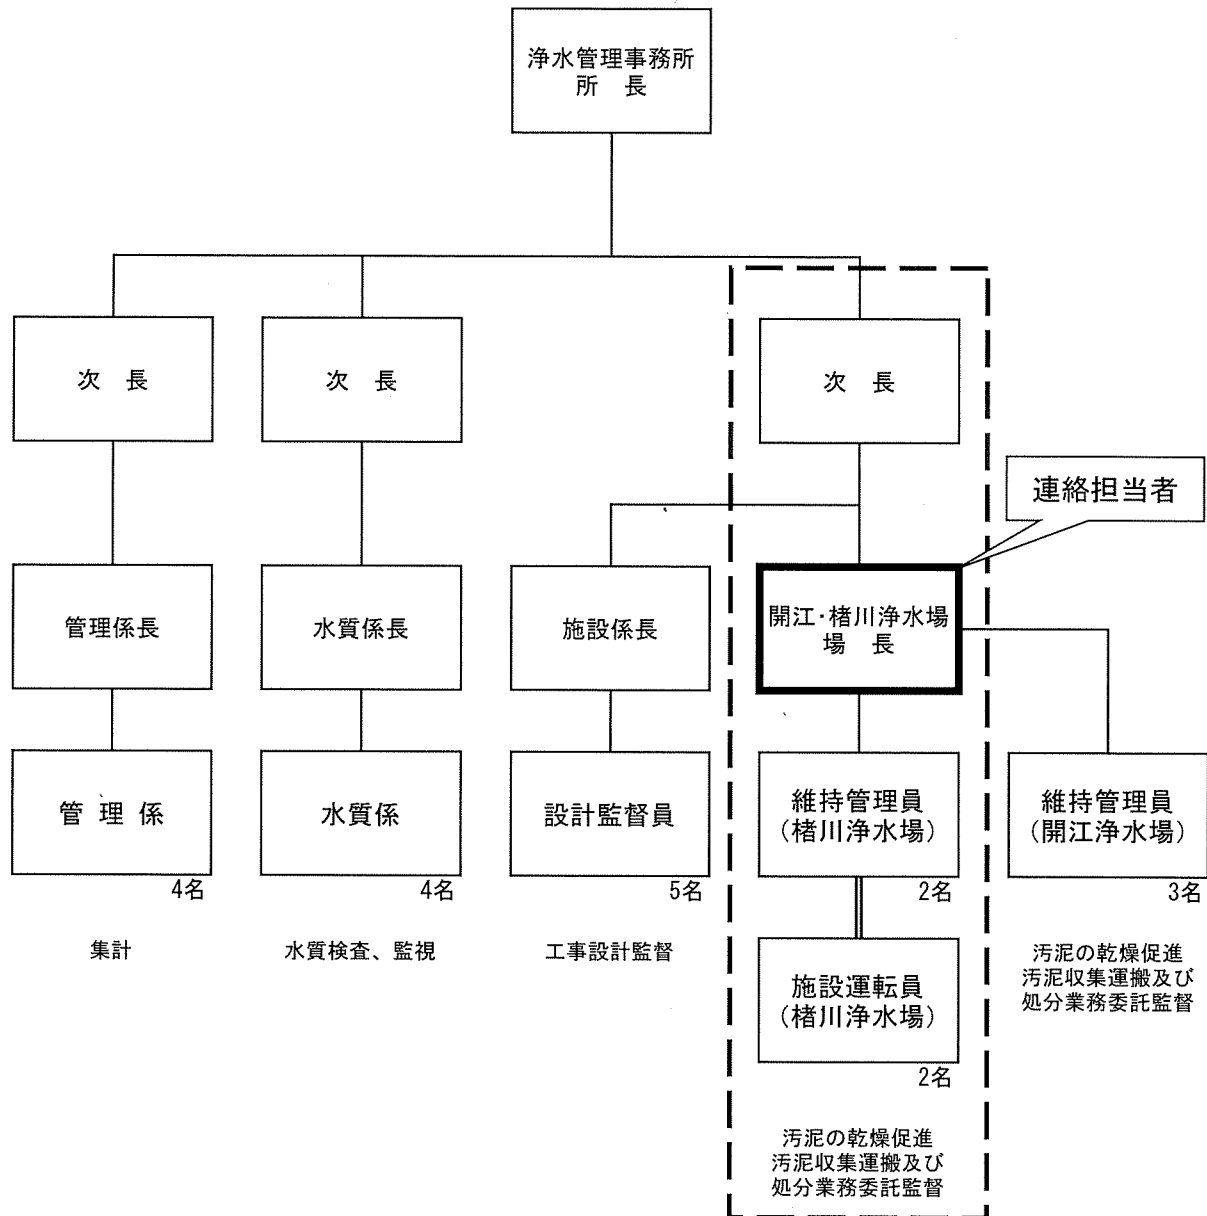 浄水管理事務所
所　長
次　長
次　長
次　長
連絡担当者
管理係長
水質係長
施設係長
開江･楮川浄水場
場　長
管 理 係
水質係
設計監督員
維持管理員
（楮川浄水場）
維持管理員
（開江浄水場）
4名
4名
5名
2名
3名
集計
水質検査、監視
工事設計監督
施設運転員
（楮川浄水場）
2名
汚泥の乾燥促進
汚泥収集運搬及び
処分業務委託監督
汚泥の乾燥促進
汚泥収集運搬及び
処分業務委託監督